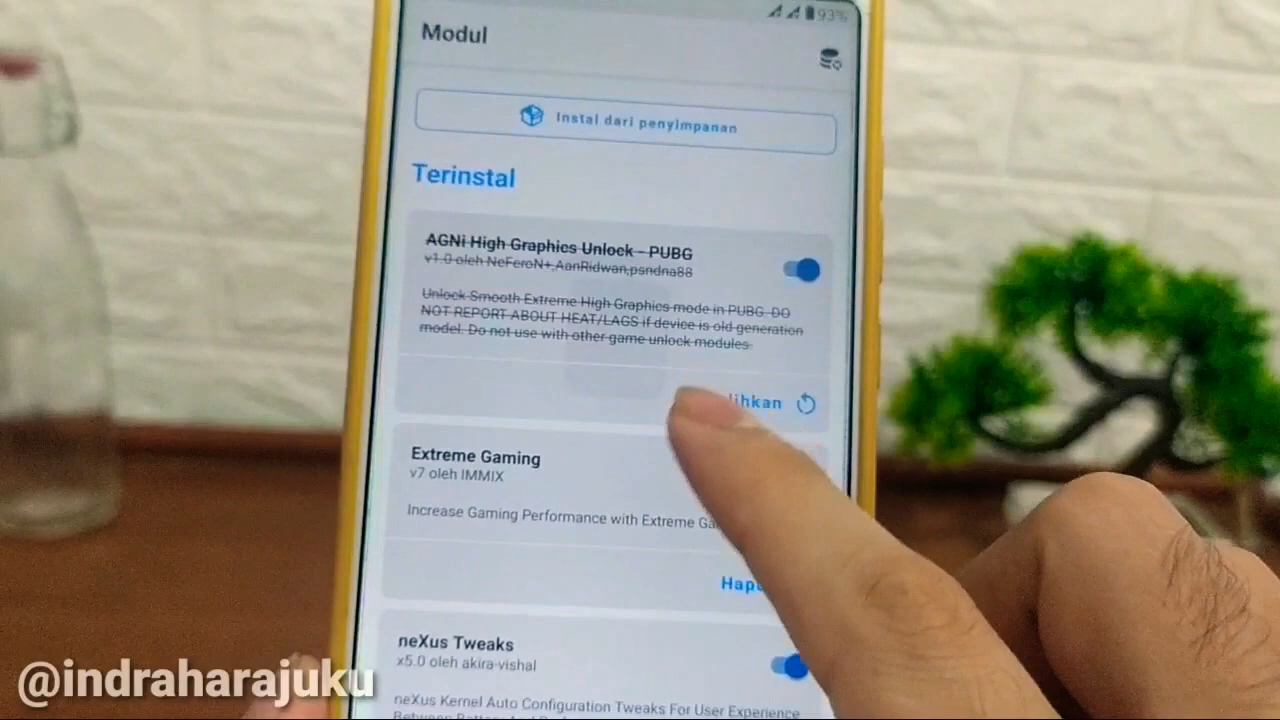 93%
Modul
Instal dari penyimpanan
Terinstal
AGNi High Graphics Unlock - PUBG
v1.0 oleh NeFeroN+,AanRidwan,psndna88
Unlock Smooth Extreme High Graphics mode in PUBG. DO
NOT REPORT ABOUT HEAT/LAGS if device is old generation
model. Do not use with other game unlock modules.
Extreme Gaming
v7 oleh IMMIX
Increase Gaming Performance with Extreme
neXus Tweaks
x5.0 oleh akira-vishal
neXus Kernel Auto Configuration Tweaks For User Experience
Between Battery And
@indraharajuku